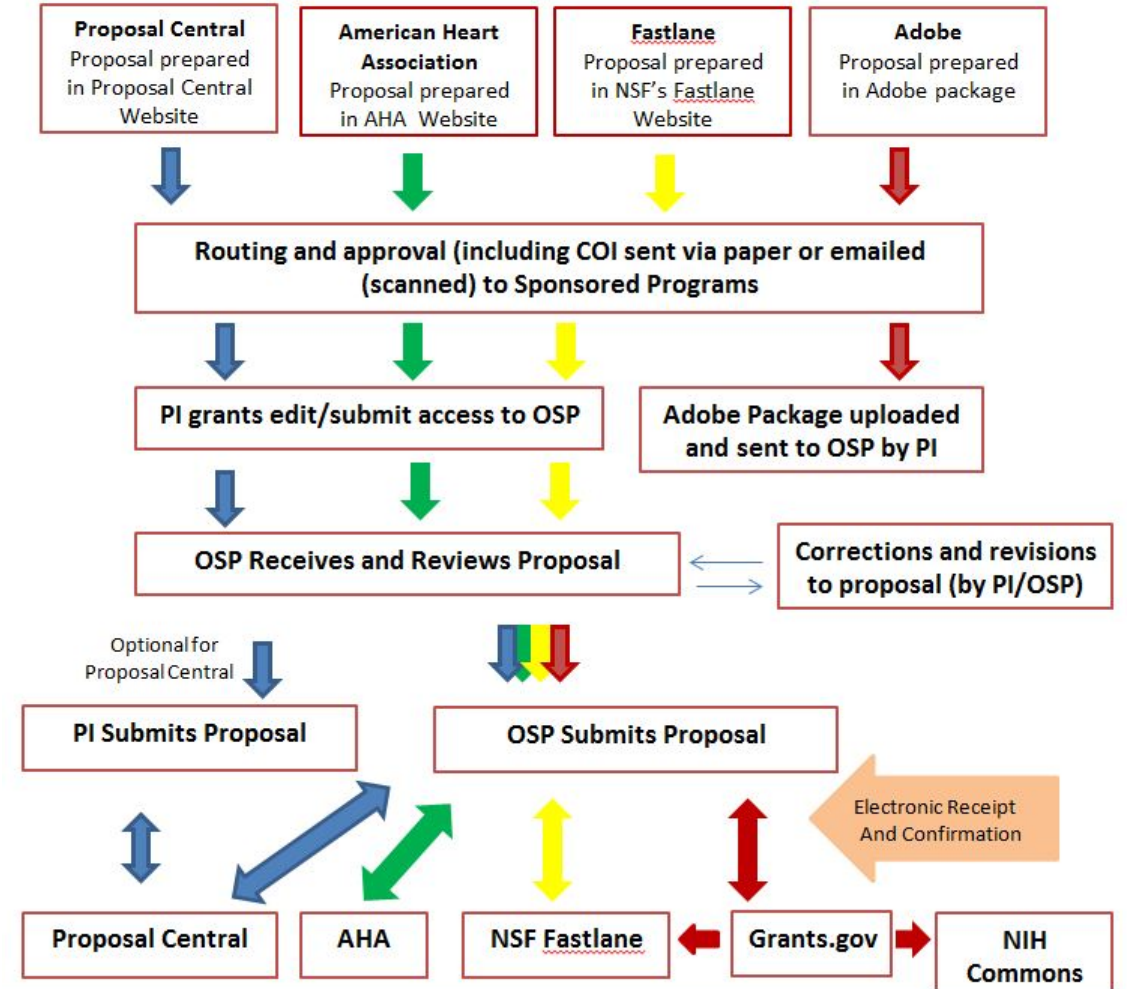 Proposal Central
Proposal prepared
in Proposal Central
Website
American Heart
Association
Proposal prepared
in AHA Website
Fastlane
Proposal prepared
in NSF's Fastlane
Website
Adobe
Proposal prepared
in Adobe package
Routing and approval (including COI sent via paper or emailed
(scanned) to Sponsored Programs
PI grants edit/submit access to OSP
Adobe Package uploaded
and sent to OSP by PI
OSP Receives and Reviews Proposal
Corrections and revisions
to proposal (by PI/OSP)
Optional for
Proposal Central
PI Submits Proposal
OSP Submits Proposal
Electronic Receipt
And Confirmation
Proposal Central
AHA
NSF Fastlane
Grants.gov
NIH
Commons